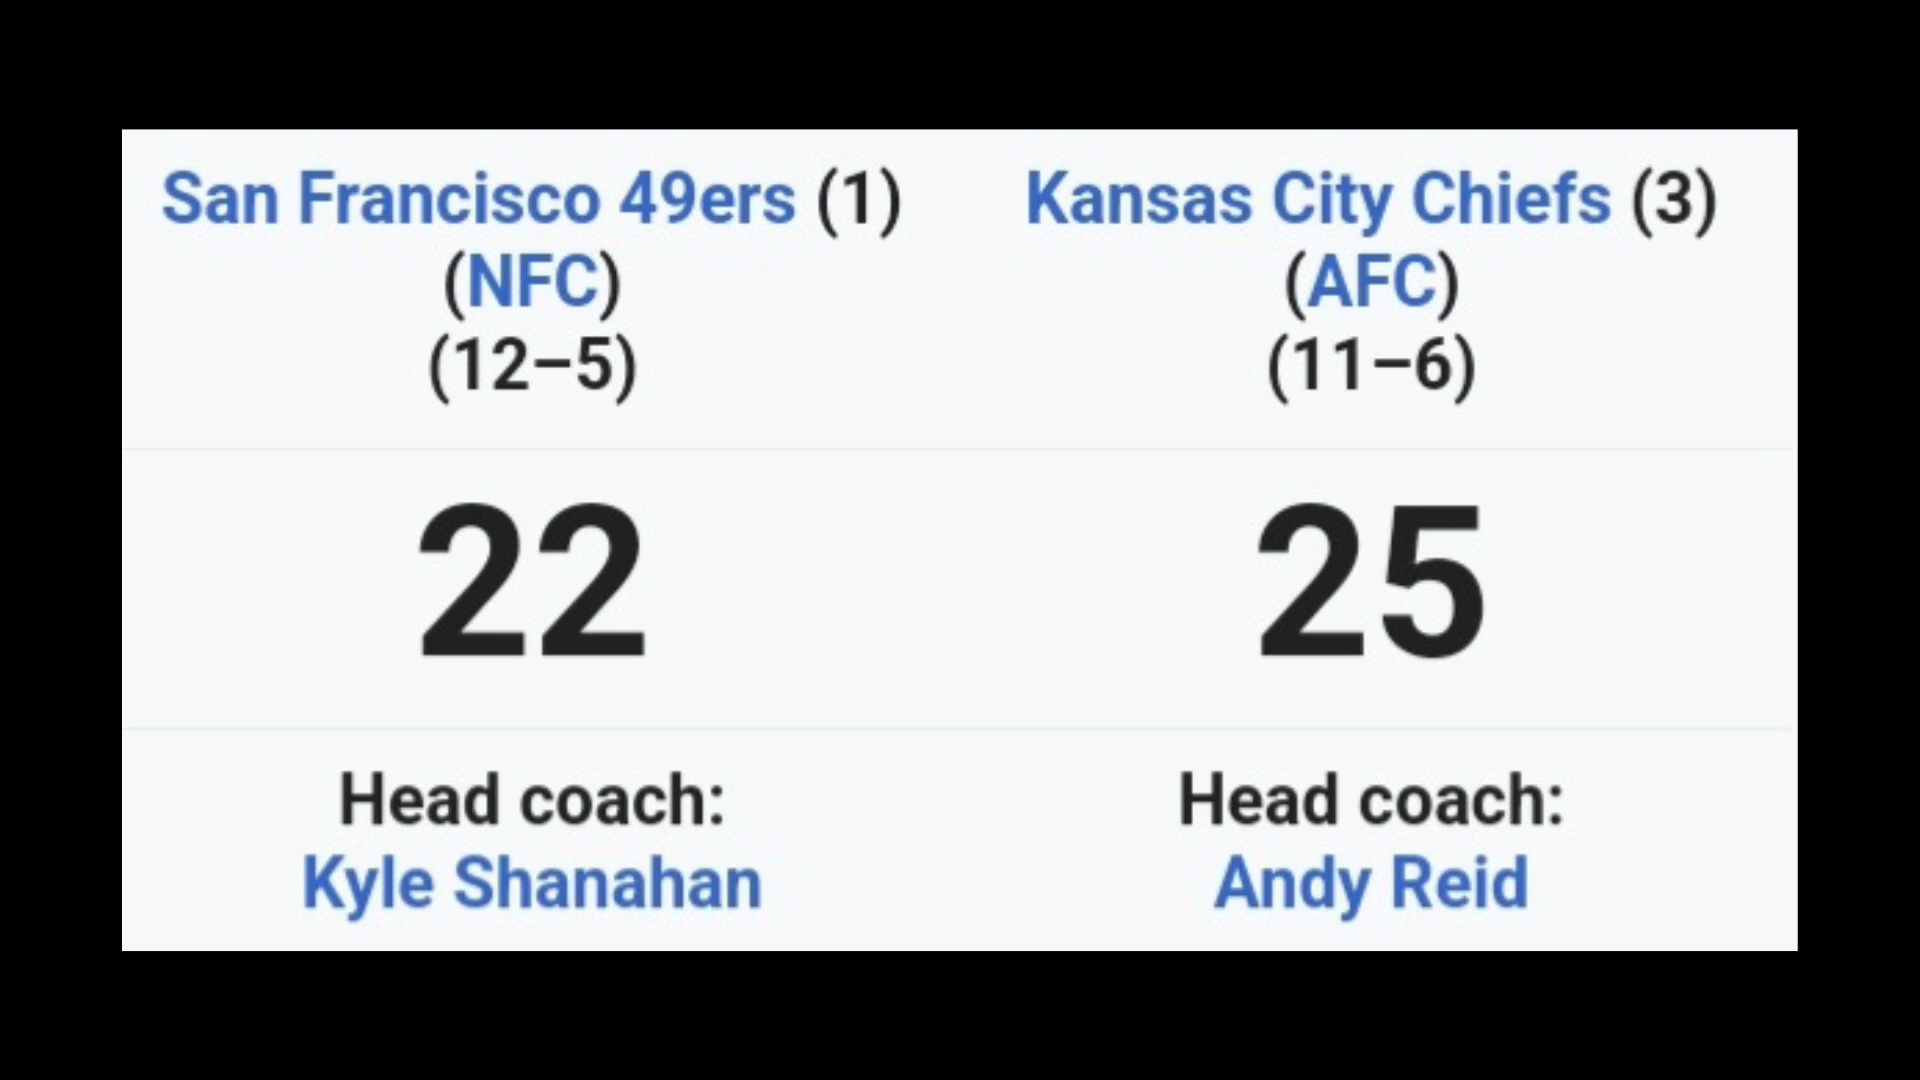 San Francisco 49ers (1)
(NFC)
(12–5)
Kansas City Chiefs (3)
(AFC)
(11–6)
22
25
Head coach:
Kyle Shanahan
Head coach:
Andy Reid